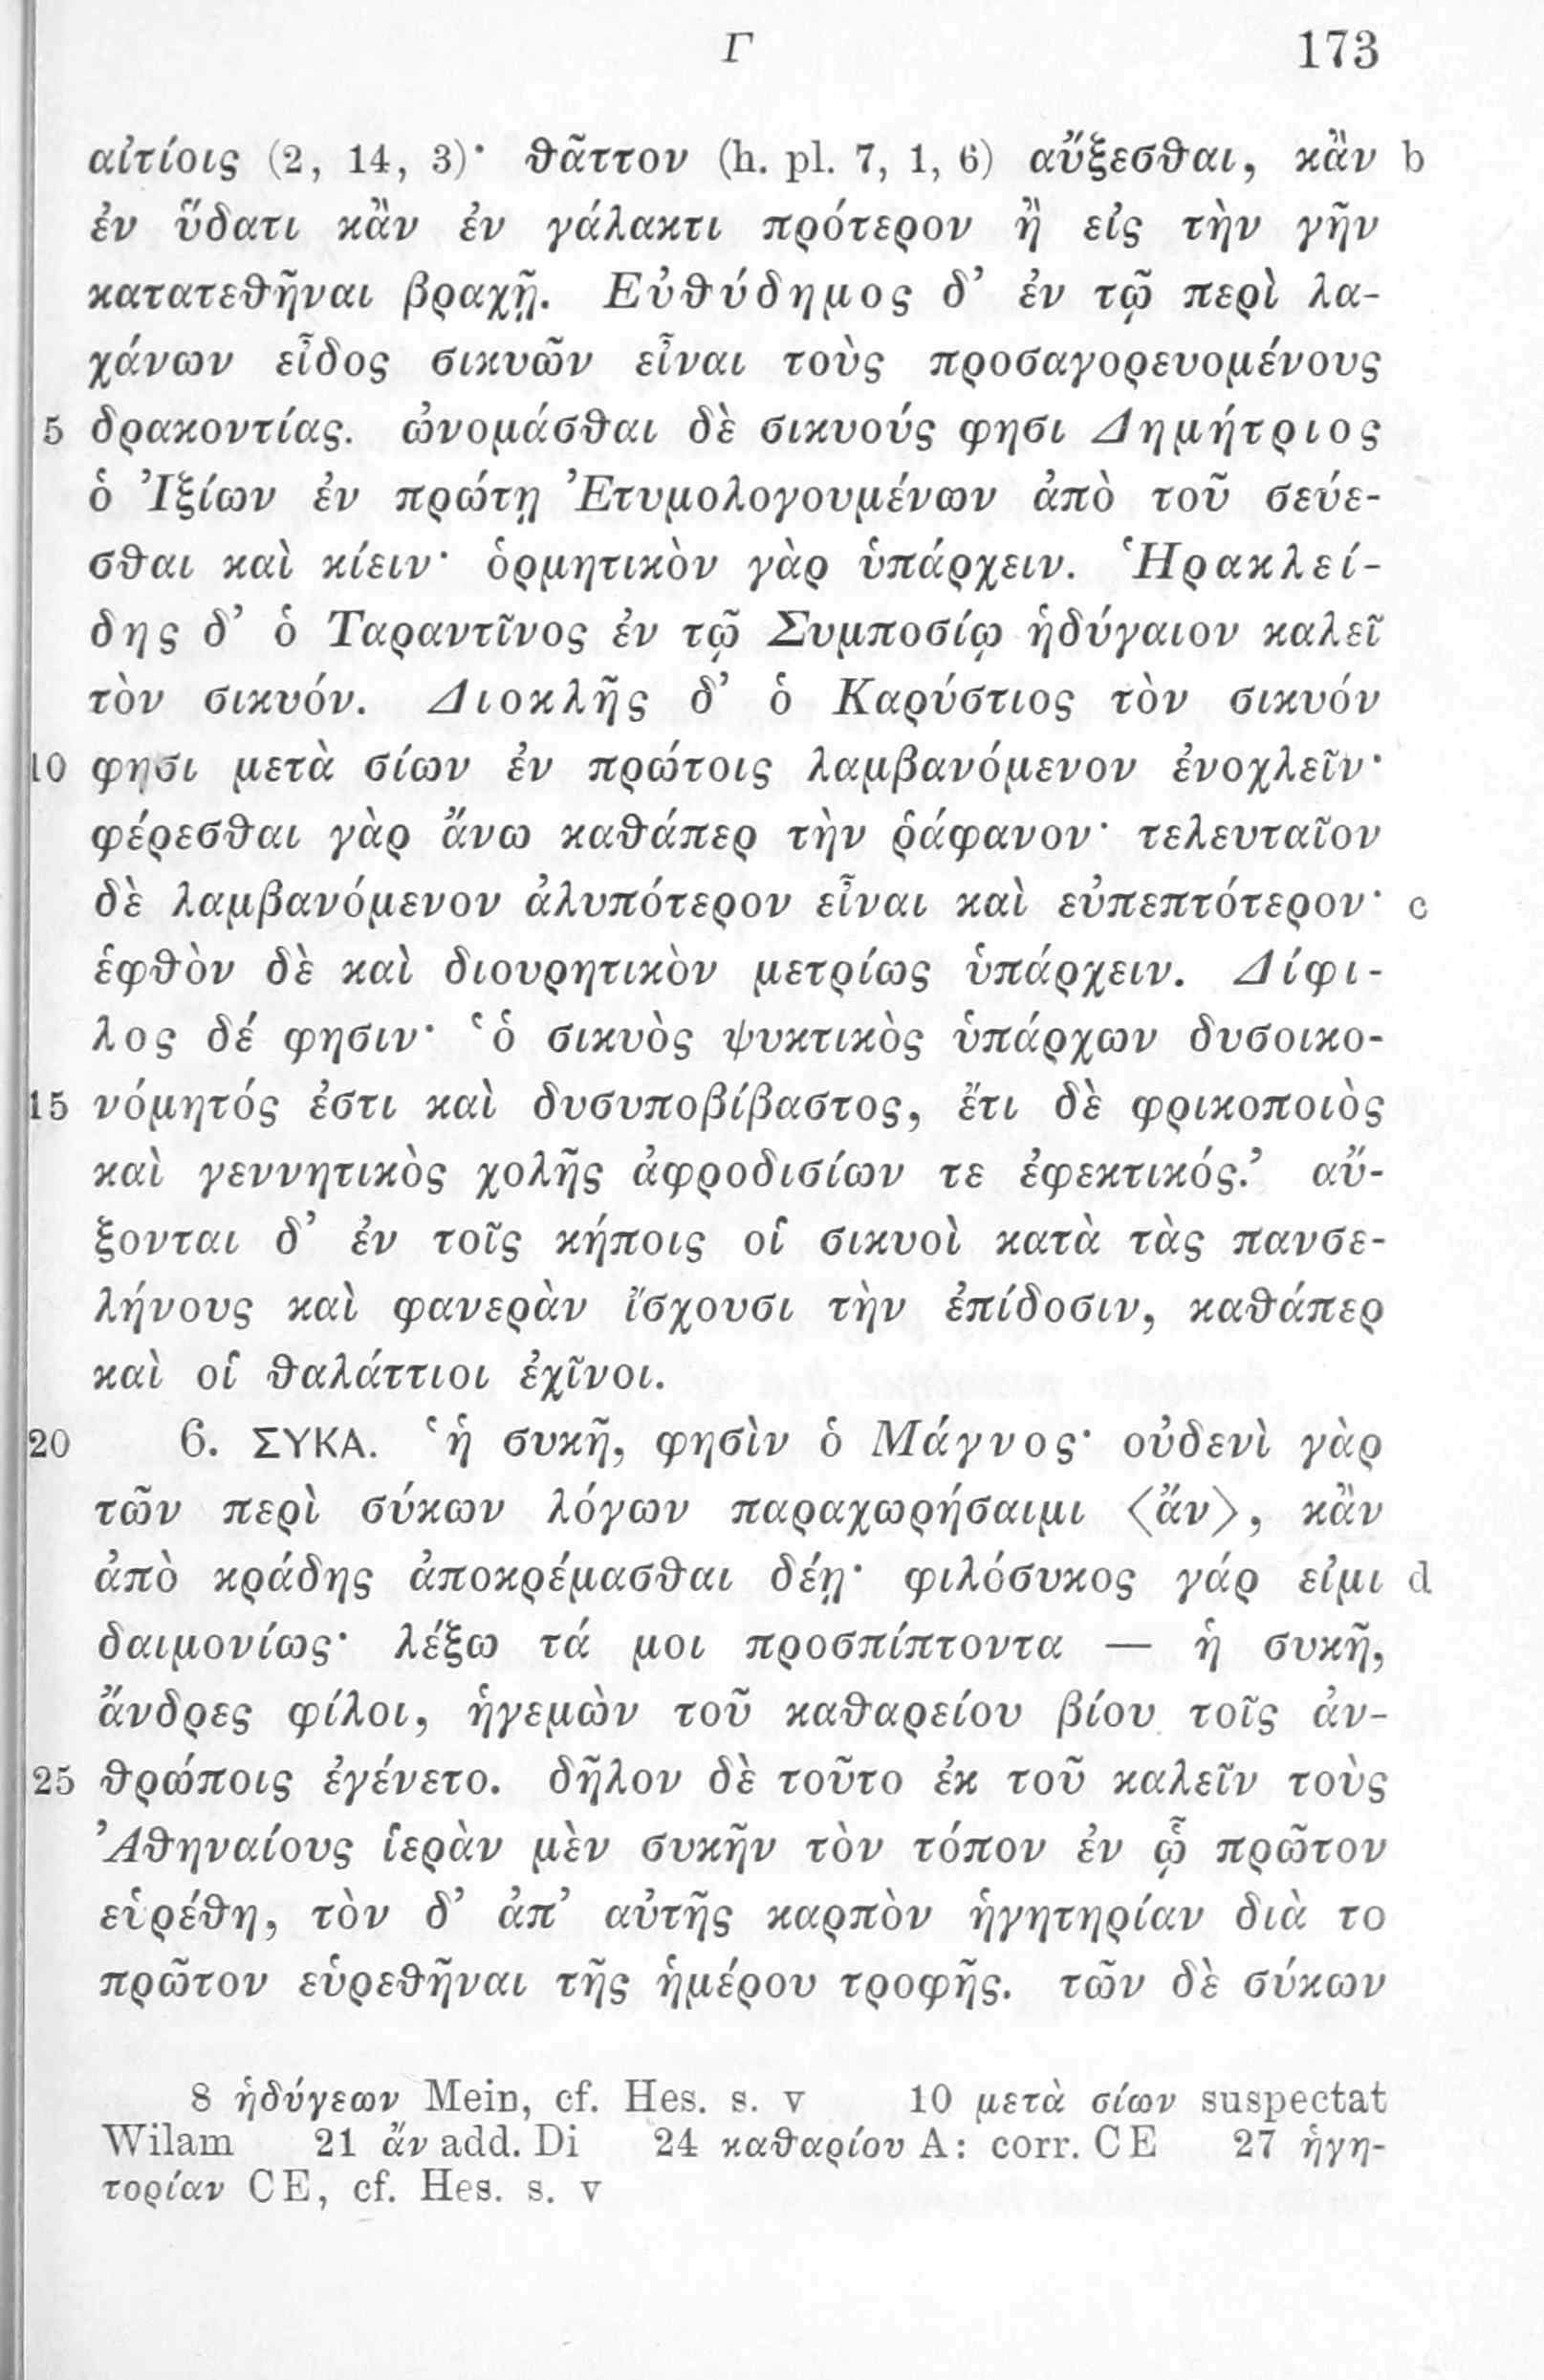 Γ 173
αἰτίοις (2, 14, 3)· θᾶττον (h. pl. 7, 1, 6) αὔξεσθαι, κἂν b
ἐν ὕδατι κἂν ἐν γάλακτι πρότερον ἢ εἰς τὴν γῆν
κατατεθῆναι βραχῇ. Εὐθύδημος δ’ ἐν τῷ περὶ λα-
χάνων εἶδος σικυῶν εἶναι τοὺς προσαγορευομένους
5 δρακοντίας. ὠνομάσθαι δὲ σικυούς φησι Δημήτριος
ὁ Ἰξίων ἐν πρώτῃ Ἐτυμολογουμένων ἀπὸ τοῦ σεύε-
σθαι καὶ κίειν· ὁρμητικὸν γὰρ ὑπάρχειν. Ἡρακλεί-
δης δ’ ὁ Ταραντῖνος ἐν τῷ Συμποσίῳ ἡδύγαιον καλεῖ
τὸν σικυόν. Διοκλῆς δ’ ὁ Καρύστιος τὸν σικυόν
10 φησι μετὰ σίων ἐν πρώτοις λαμβανόμενον ἐνοχλεῖν·
φέρεσθαι γὰρ ἄνω καθάπερ τὴν ῥάφανον· τελευταῖον
δὲ λαμβανόμενον ἀλυπότερον εἶναι καὶ εὐπεπτότερον· c
ἑφθὸν δὲ καὶ διουρητικὸν μετρίως ὑπάρχειν. Δίφι-
λος δέ φησιν· ‘ὁ σικυὸς ψυκτικὸς ὑπάρχων δυσοικο-
15 νόμητός ἐστι καὶ δυσυποβίβαστος, ἔτι δὲ φρικοποιὸς
καὶ γεννητικὸς χολῆς ἀφροδισίων τε ἐφεκτικός.’ αὔ-
ξονται δ’ ἐν τοῖς κήποις οἱ σικυοὶ κατὰ τὰς πανσε-
λήνους καὶ φανερὰν ἴσχουσι τὴν ἐπίδοσιν, καθάπερ
καὶ οἱ θαλάττιοι ἐχῖνοι.
20 6. ΣΥΚΑ. ‘ἡ συκῆ, φησὶν ὁ Μάγνος· οὐδενὶ γὰρ
τῶν περὶ σύκων λόγων παραχωρήσαιμι 〈ἄν〉, κἂν
ἀπὸ κράδης ἀποκρέμασθαι δέῃ· φιλόσυκος γάρ εἰμι d
δαιμονίως· λέξω τά μοι προσπίπτοντα — ἡ συκῆ,
ἄνδρες φίλοι, ἡγεμὼν τοῦ καθαρείου βίου τοῖς ἀν-
25 θρώποις ἐγένετο. δῆλον δὲ τοῦτο ἐκ τοῦ καλεῖν τοὺς
Ἀθηναίους ἱερὰν μὲν συκῆν τὸν τόπον ἐν ᾧ πρῶτον
εὑρέθη, τὸν δ’ ἀπ’ αὐτῆς καρπὸν ἡγητηρίαν διὰ το
πρῶτον εὑρεθῆναι τῆς ἡμέρου τροφῆς. τῶν δὲ σύκων
8 ἡδύγεων Mein, cf. Hes. s. v 10 μετὰ σίων suspectat
Wilam 21 ἄν add. Di 24 καθαρίου A: corr. CE 27 ἡγη-
τορίαν CE, cf. Hes. s. v